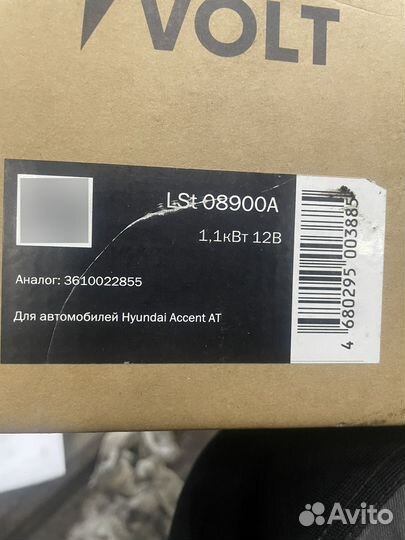 VOLT
LSt 08900A
1,1кВт 12В
Аналог: 3610022855
Для автомобилей Hyundai Accent AT
4 680295 003885
Avito